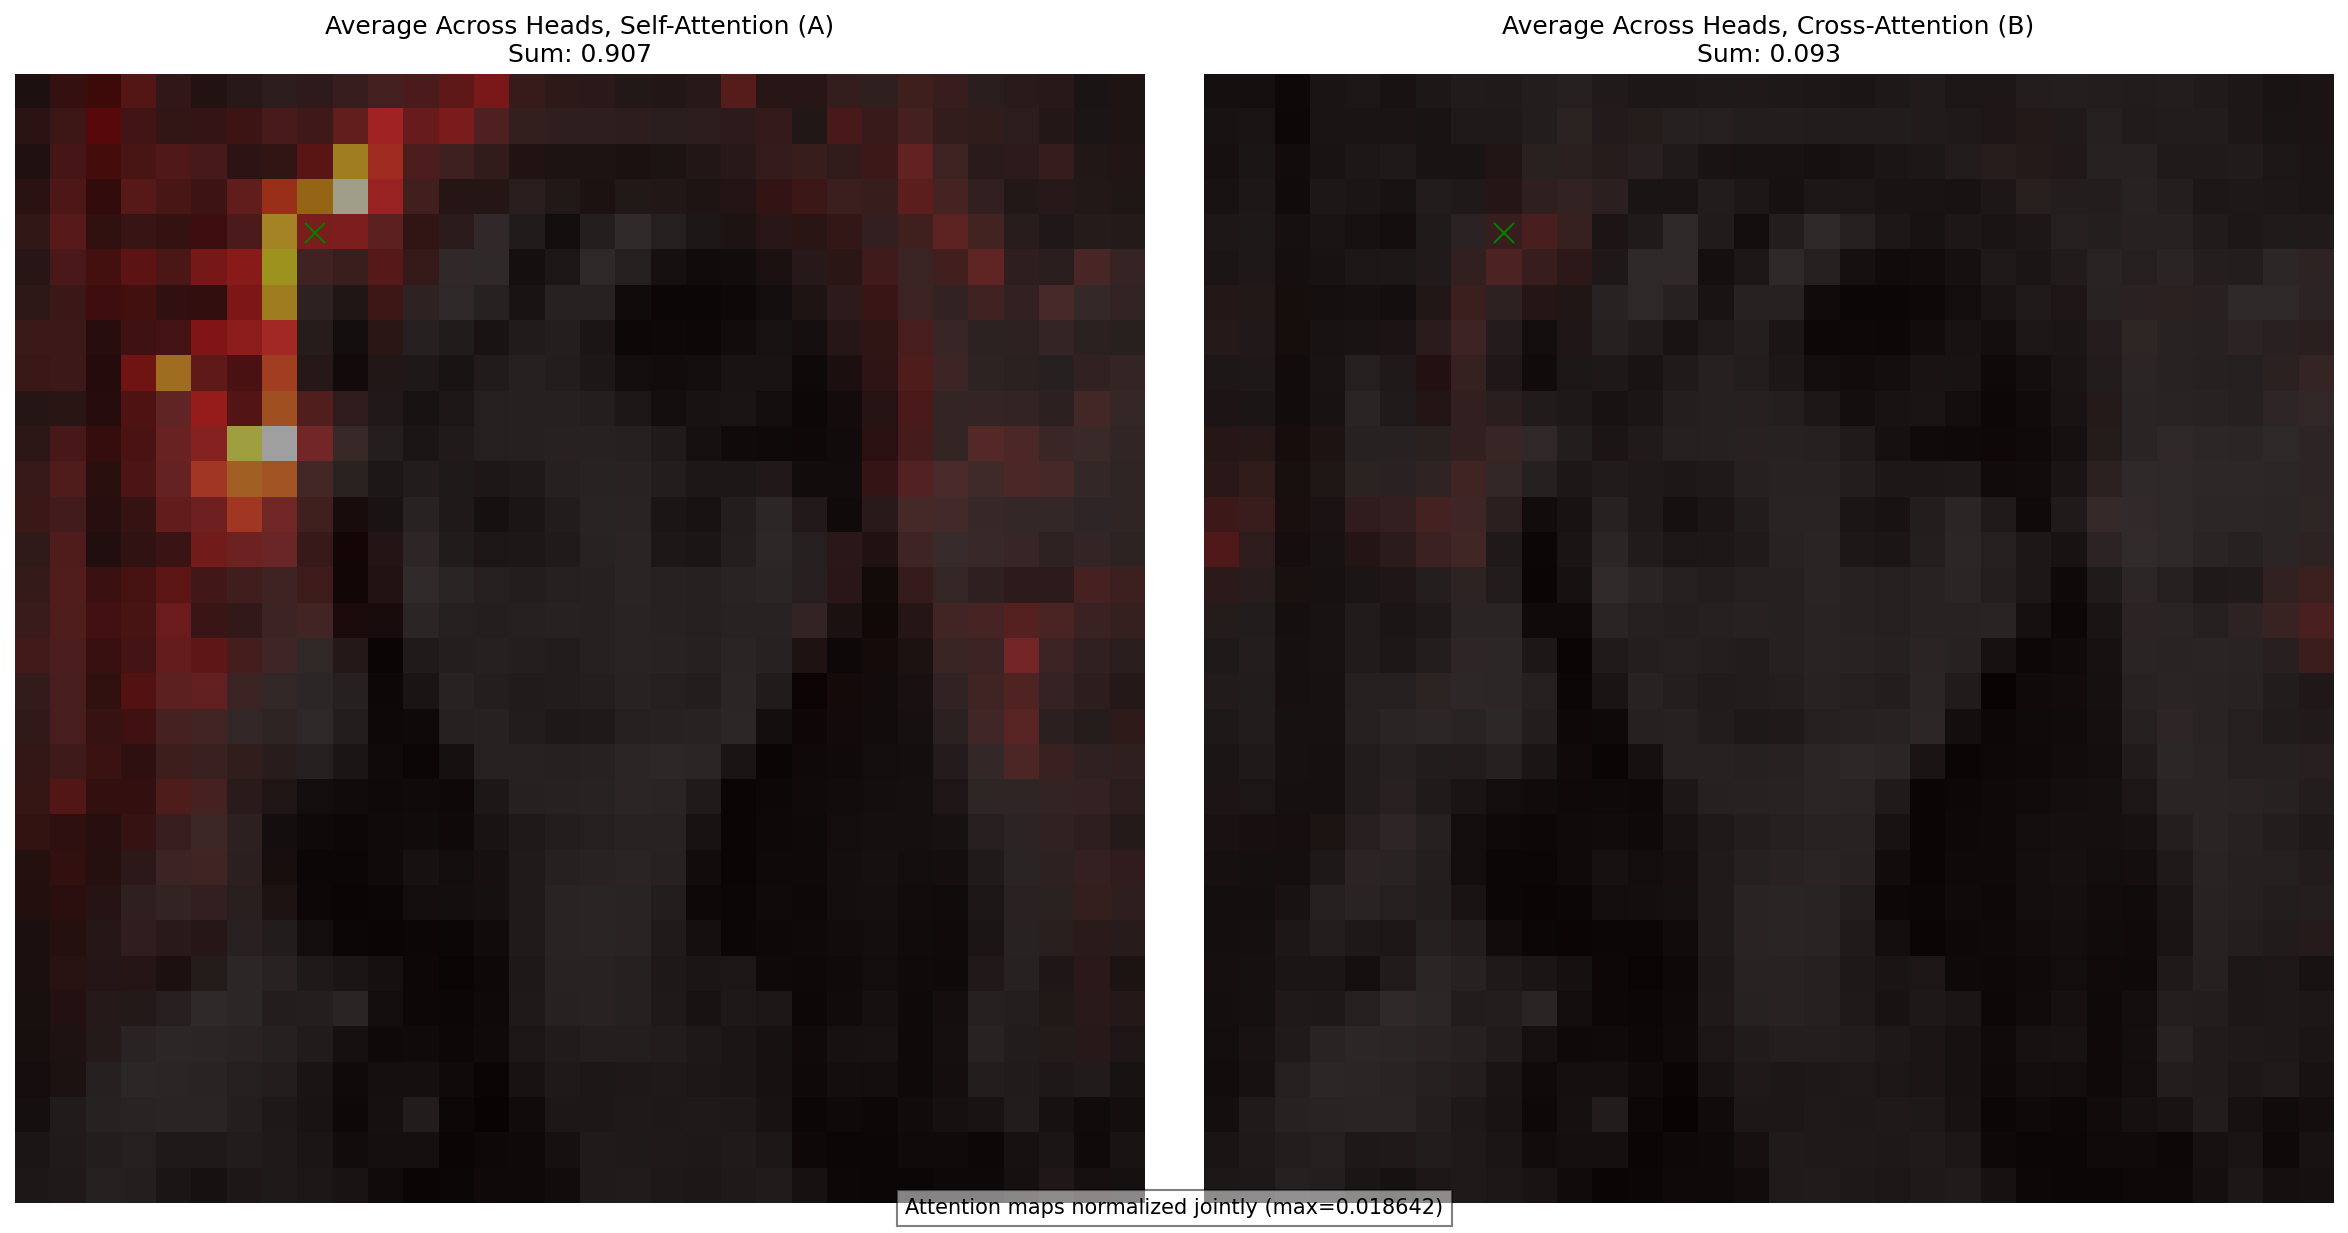 Average Across Heads, Self-Attention (A)
Sum: 0.907
Average Across Heads, Cross-Attention (B)
Sum: 0.093
Attention maps normalized jointly (max=0.018642)